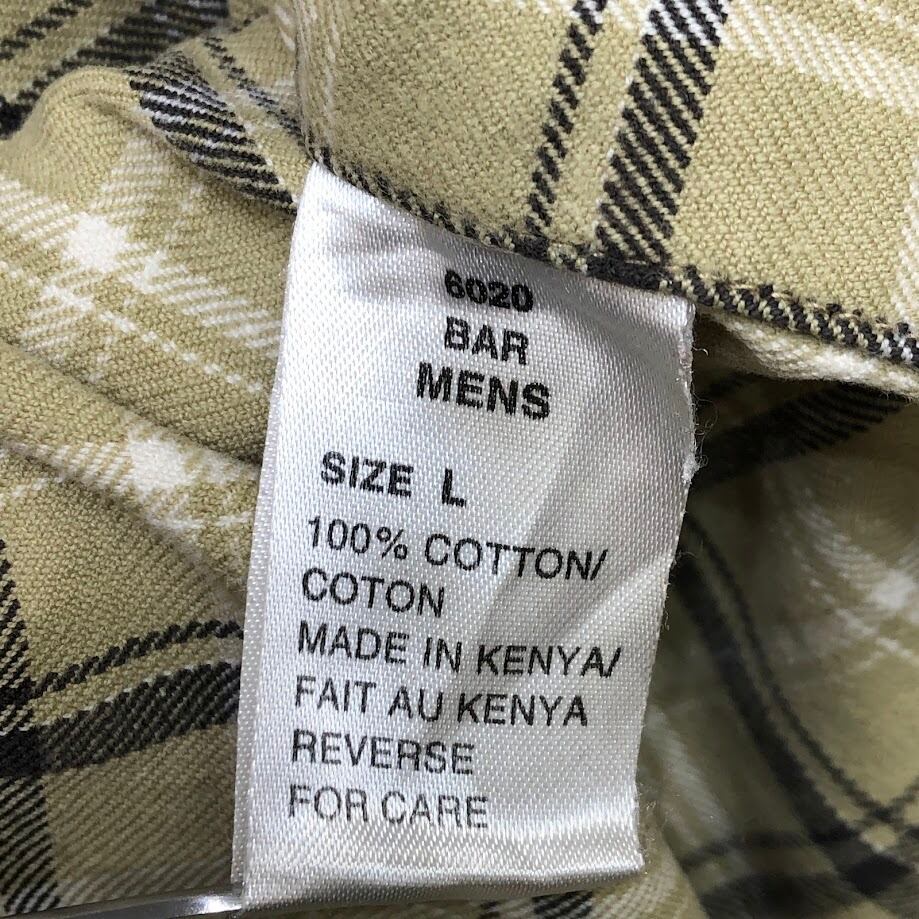 6020
BAR
MENS
SIZE L
100% COTTON/
COTON
MADE IN KENYA/
FAIT AU KENYA
REVERSE
FOR CARE